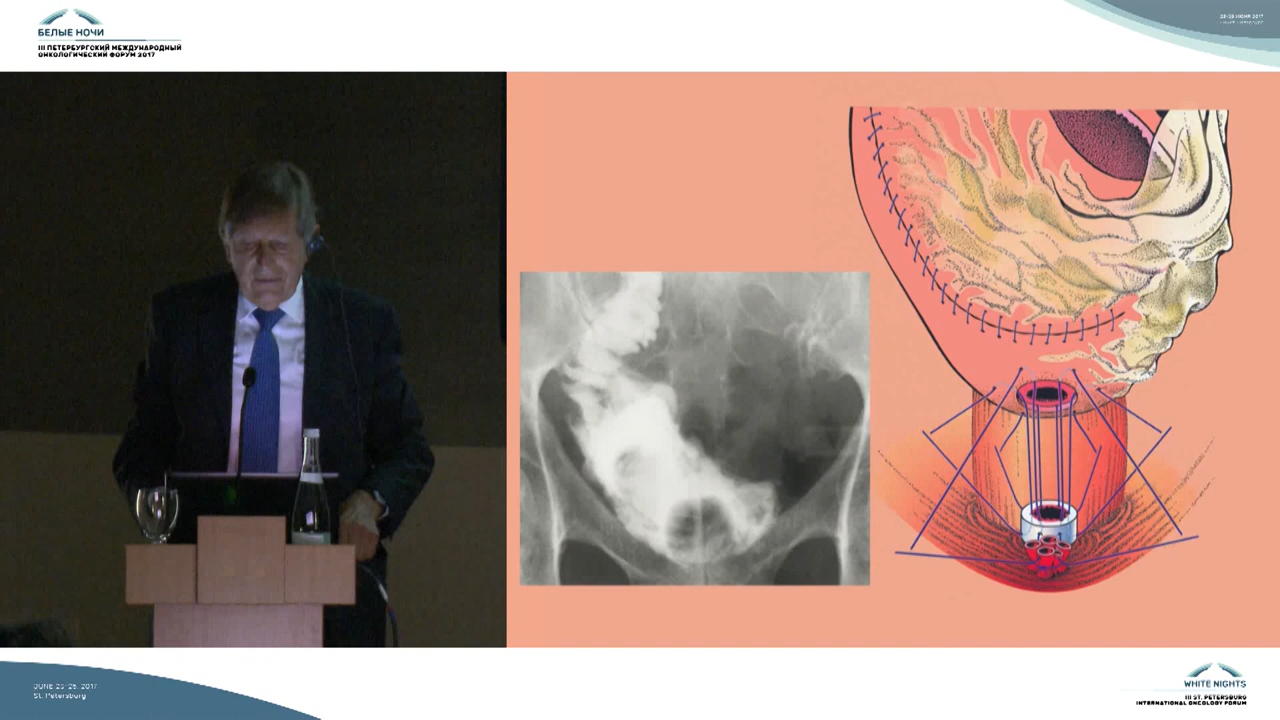 БЕЛЫЕ НОЧИ
III ПЕТЕРБУРГСКИЙ МЕЖДУНАРОДНЫЙ
ОНКОЛОГИЧЕСКИЙ ФОРУМ 2017
JUNE 23-25, 2017
St. Petersburg
WHITE NIGHTS
III ST. PETERSBURG
INTERNATIONAL ONCOLOGY FORUM